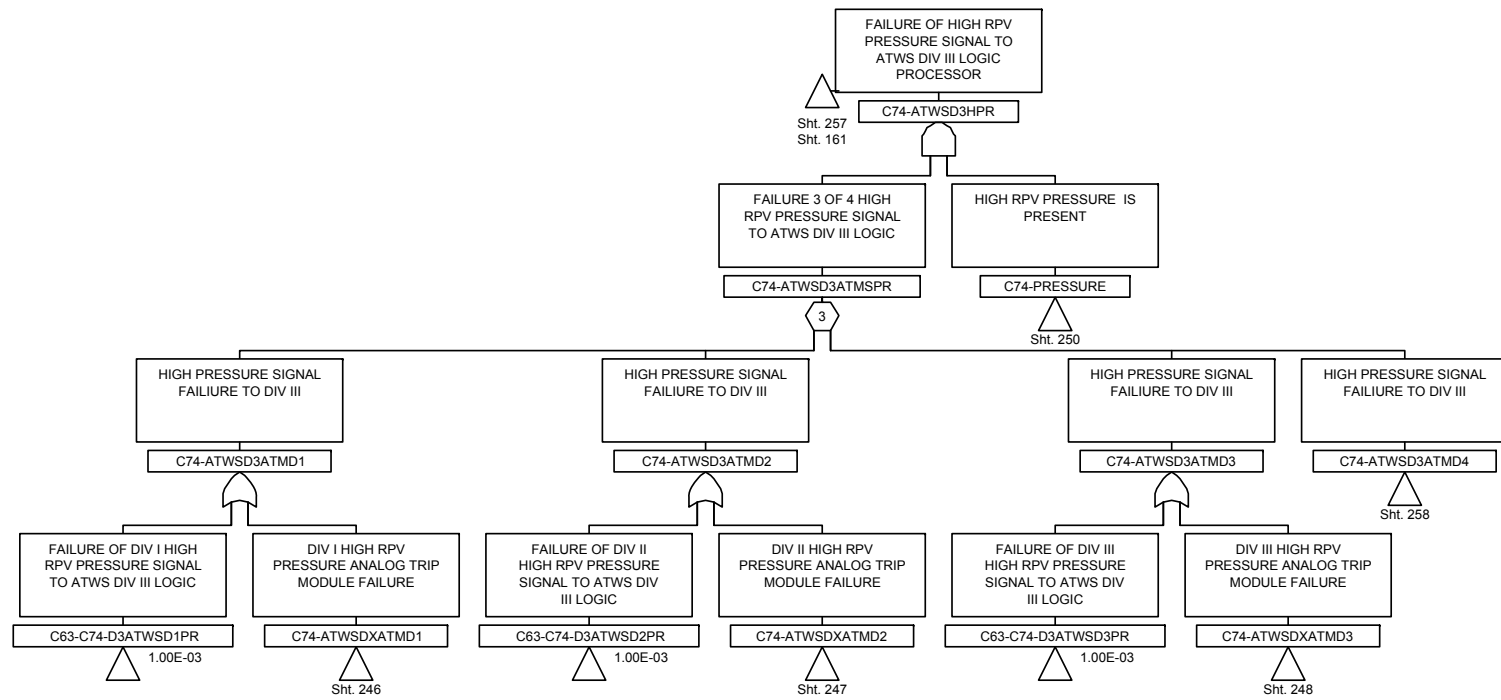 FAILURE OF HIGH RPV
PRESSURE SIGNAL TO
ATWS DIV III LOGIC
PROCESSOR
C74-ATWSD3HPR
Sht. 257
Sht. 161
FAILURE 3 OF 4 HIGH
RPV PRESSURE SIGNAL
TO ATWS DIV III LOGIC
C74-ATWSD3ATMSPR
3
HIGH RPV PRESSURE IS
PRESENT
C74-PRESSURE
Sht. 250
HIGH PRESSURE SIGNAL
FAILIURE TO DIV III
C74-ATWSD3ATMD1
HIGH PRESSURE SIGNAL
FAILIURE TO DIV III
C74-ATWSD3ATMD2
HIGH PRESSURE SIGNAL
FAILIURE TO DIV III
C74-ATWSD3ATMD3
HIGH PRESSURE SIGNAL
FAILIURE TO DIV III
C74-ATWSD3ATMD4
Sht. 258
FAILURE OF DIV I HIGH
RPV PRESSURE SIGNAL
TO ATWS DIV III LOGIC
C63-C74-D3ATWSD1PR
1.00E-03
DIV I HIGH RPV
PRESSURE ANALOG TRIP
MODULE FAILURE
C74-ATWSDXATMD1
Sht. 246
FAILURE OF DIV II
HIGH RPV PRESSURE
SIGNAL TO ATWS DIV
III LOGIC
C63-C74-D3ATWSD2PR
1.00E-03
DIV II HIGH RPV
PRESSURE ANALOG TRIP
MODULE FAILURE
C74-ATWSDXATMD2
Sht. 247
FAILURE OF DIV III
HIGH RPV PRESSURE
SIGNAL TO ATWS DIV
III LOGIC
C63-C74-D3ATWSD3PR
1.00E-03
DIV III HIGH RPV
PRESSURE ANALOG TRIP
MODULE FAILURE
C74-ATWSDXATMD3
Sht. 248